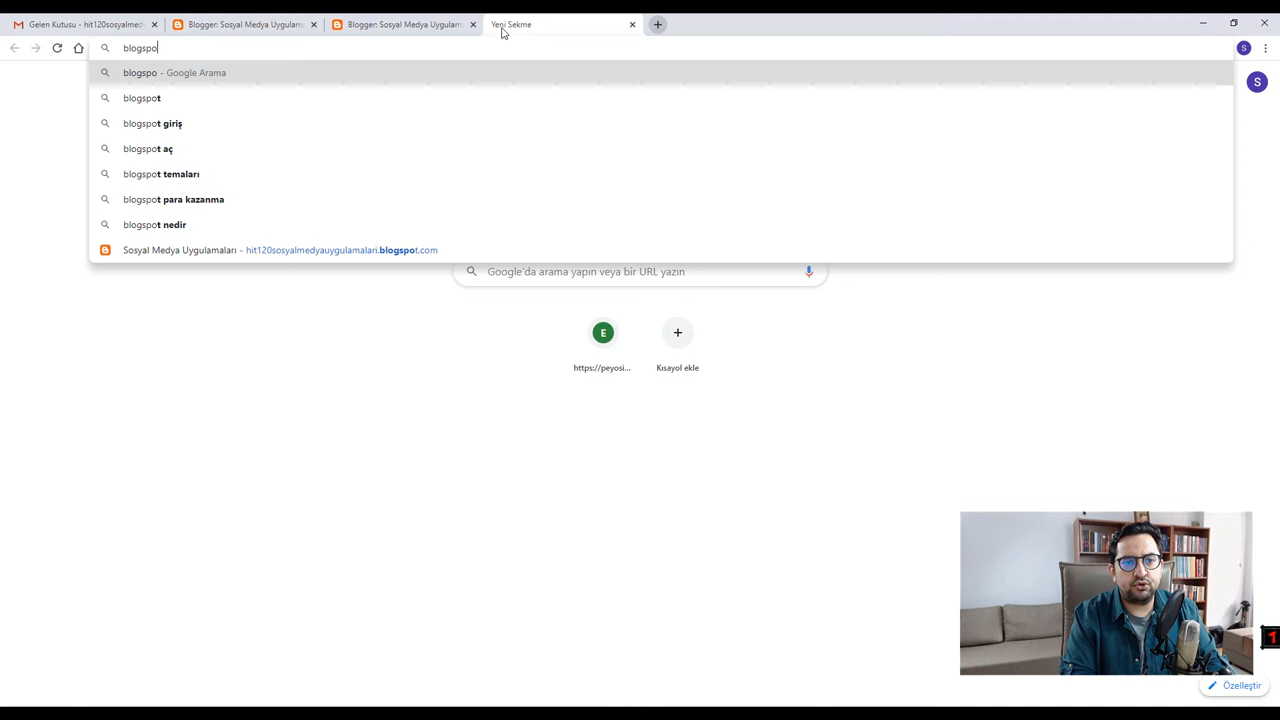 Gelen Kutusu - hit120sosyalmedy
Blogger: Sosyal Medya Uygulam
Blogger: Sosyal Medya Uygulam
Yeni Sekme
blogspo
S
blogspo - Google Arama
S
blogspot
blogspot giriş
blogspot aç
blogspot temaları
blogspot para kazanma
blogspot nedir
Sosyal Medya Uygulamaları - hit120sosyalmedyauygulamalari.blogspot.com
Google'da arama yapın veya bir URL yazın
E
https://peyosi...
Kısayol ekle
1
Özelleştir